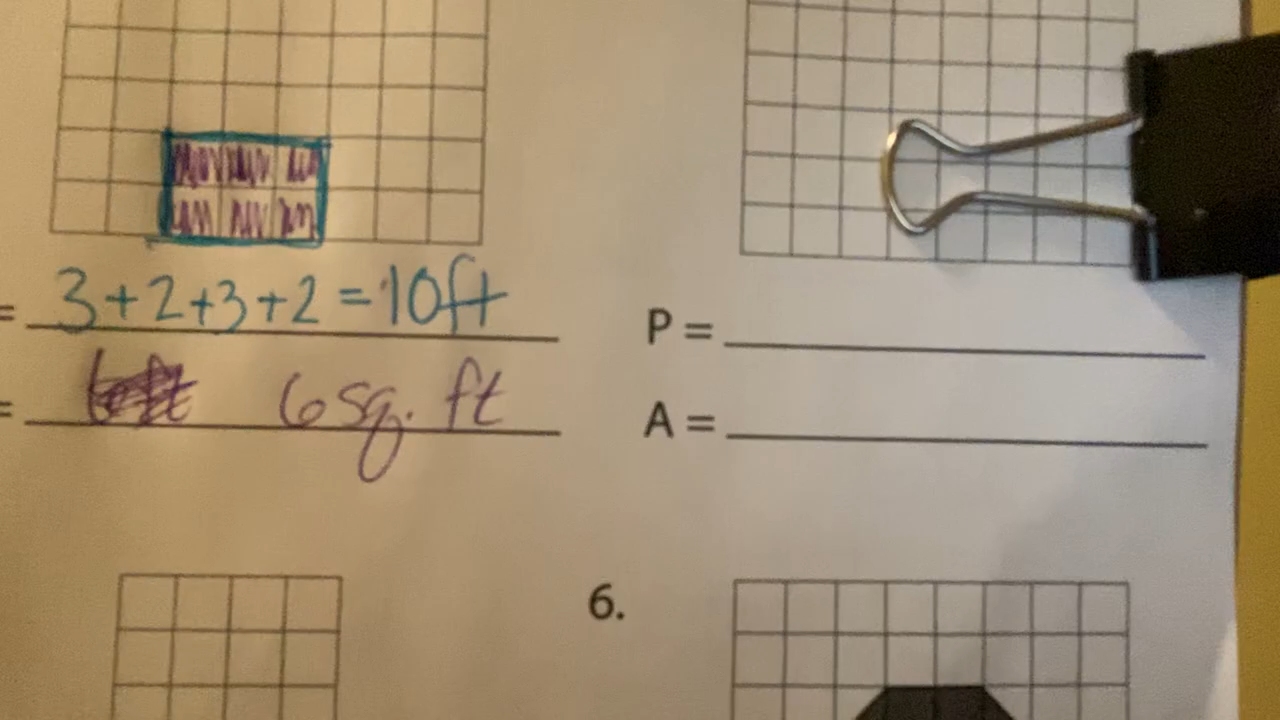 = 3+2+3+2=10ft
P =
= 6 sq. ft
A =
6.